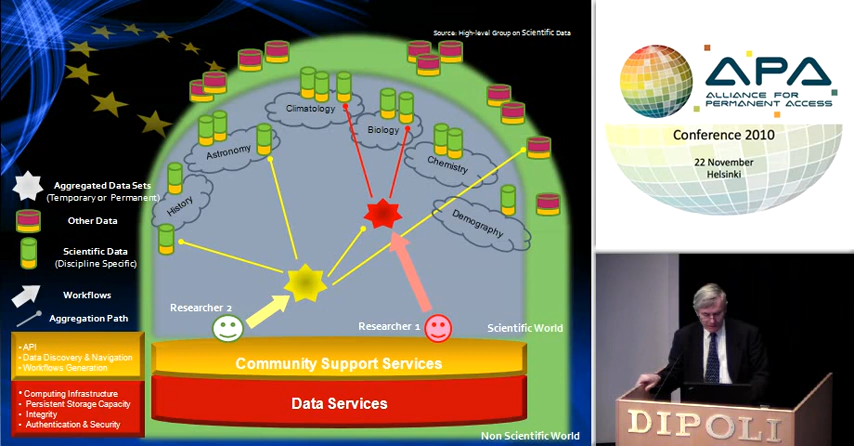 Source: High-level Group on Scientific Data
Climatology
Biology
Astronomy
Chemistry
History
Demography
Aggregated Data Sets
(Temporary or Permanent)
Other Data
Scientific Data
(Discipline Specific)
Workflows
Aggregation Path
Researcher 2
Researcher 1
Scientific World
• API
• Data Discovery & Navigation
• Workflows Generation
Community Support Services
• Computing Infrastructure
• Persistent Storage Capacity
• Integrity
• Authentication & Security
Data Services
Non Scientific World
APA
ALLIANCE FOR
PERMANENT ACCESS
Conference 2010
22 November
Helsinki
DIPOLI